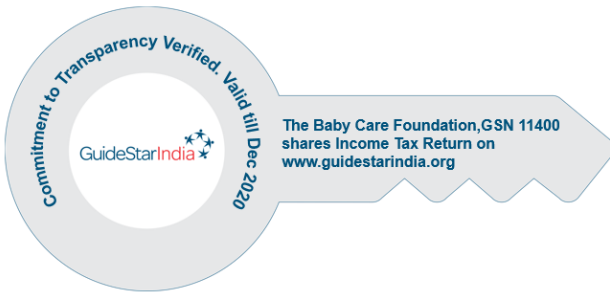 Commitment to Transparency Verified. Valid till Dec 2020
GuideStarIndia
The Baby Care Foundation,GSN 11400
shares Income Tax Return on
www.guidestarindia.org